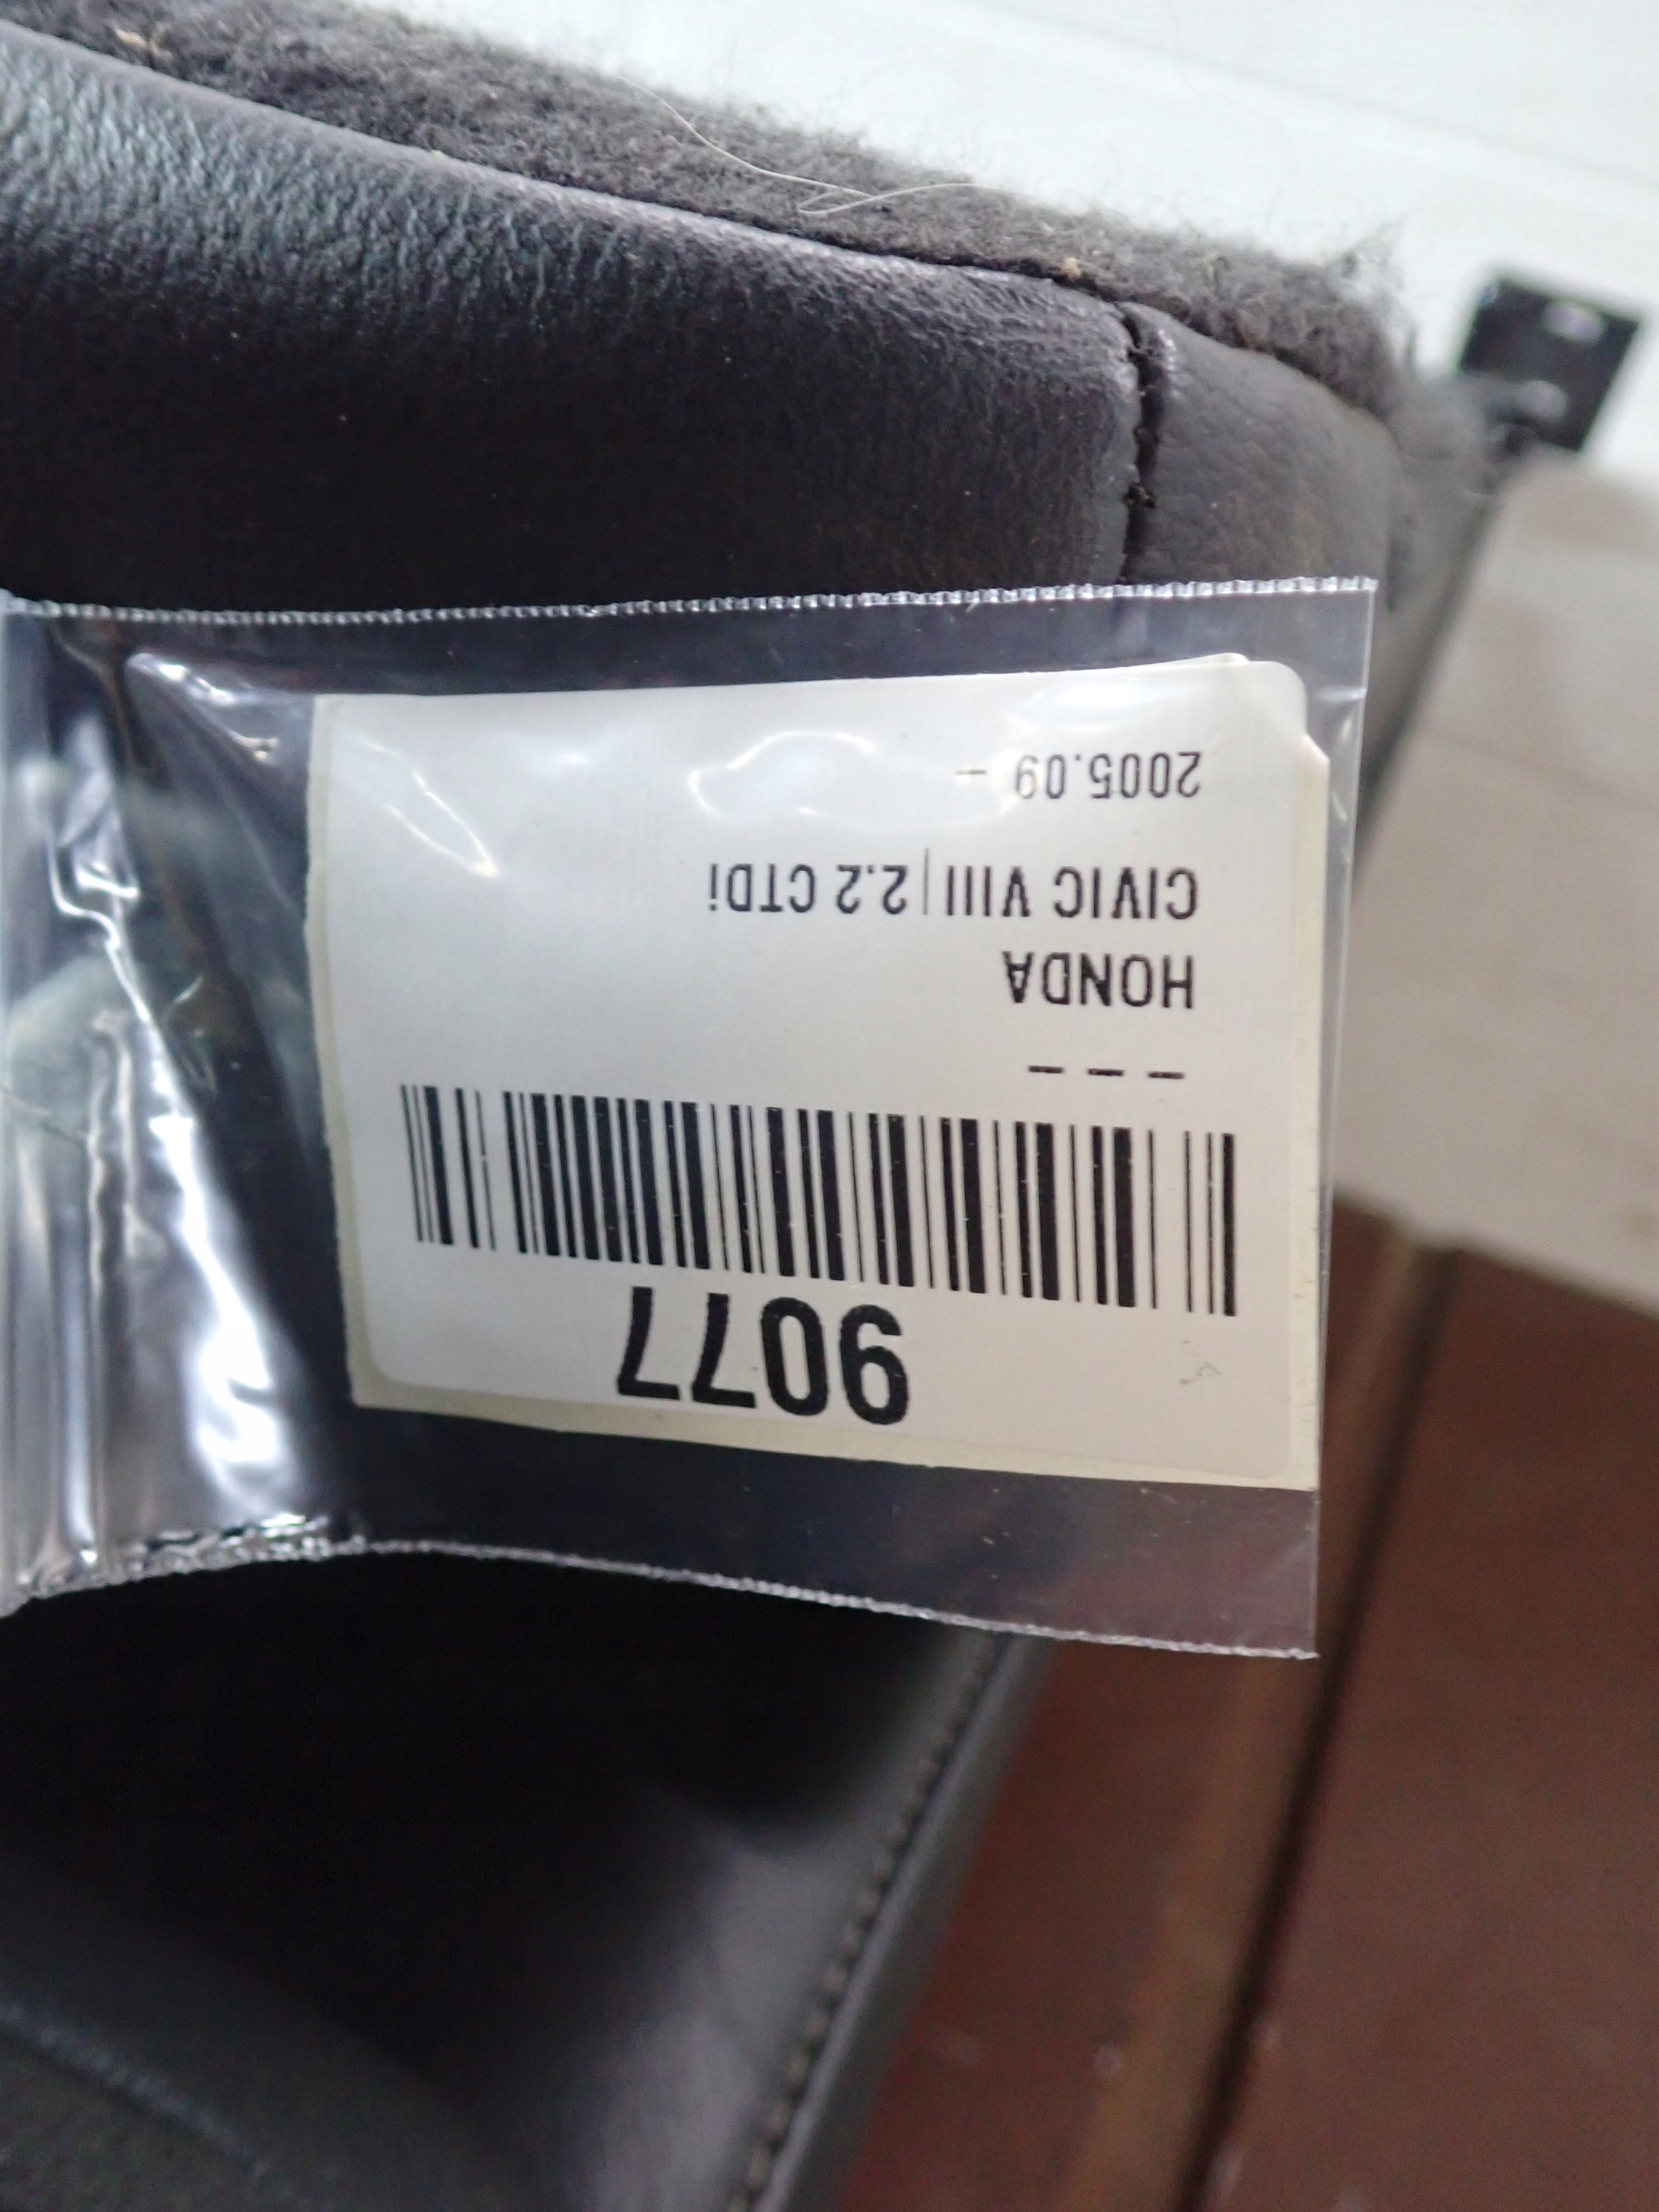 9077
– – –
HONDA
CIVIC VIII | 2.2 CTDi
2005.09 –